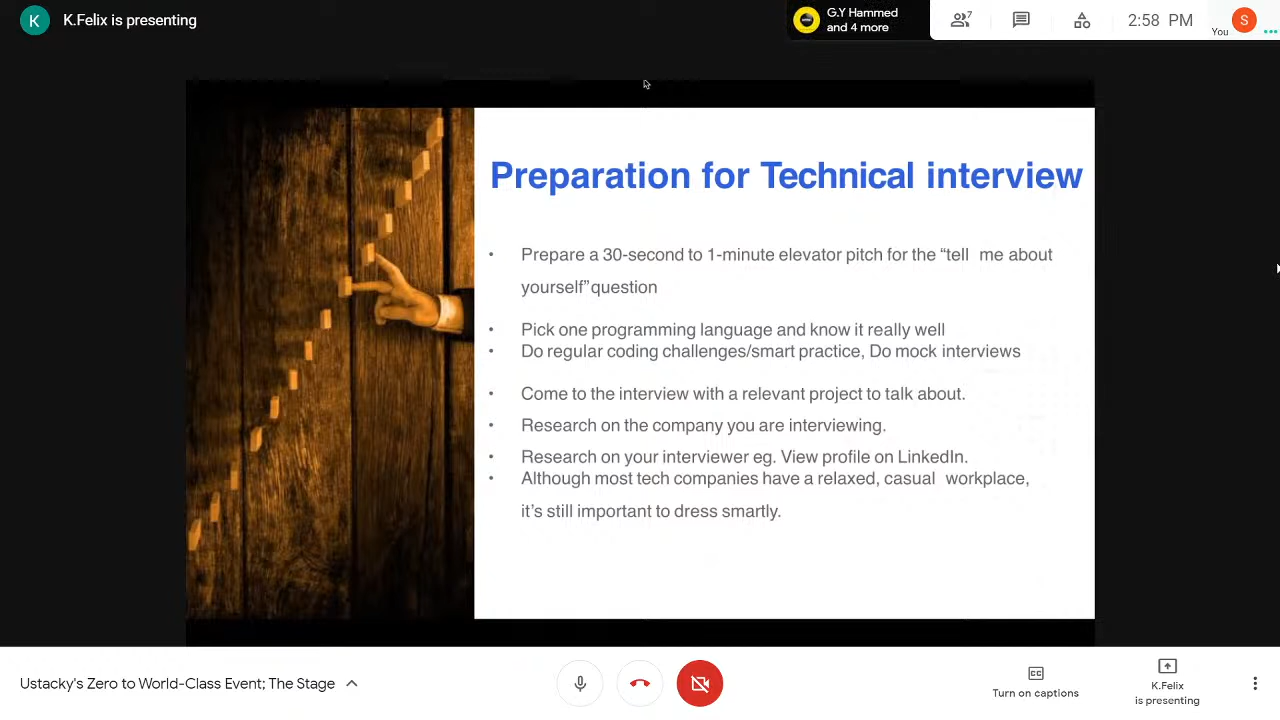 K
K.Felix is presenting
G.Y Hammed
and 4 more
7
2:58 PM
You
S
Preparation for Technical interview
• Prepare a 30-second to 1-minute elevator pitch for the “tell me about
yourself” question
• Pick one programming language and know it really well
• Do regular coding challenges/smart practice, Do mock interviews
• Come to the interview with a relevant project to talk about.
• Research on the company you are interviewing.
• Research on your interviewer eg. View profile on LinkedIn.
• Although most tech companies have a relaxed, casual workplace,
it’s still important to dress smartly.
Ustacky's Zero to World-Class Event; The Stage
CC
Turn on captions
K.Felix
is presenting